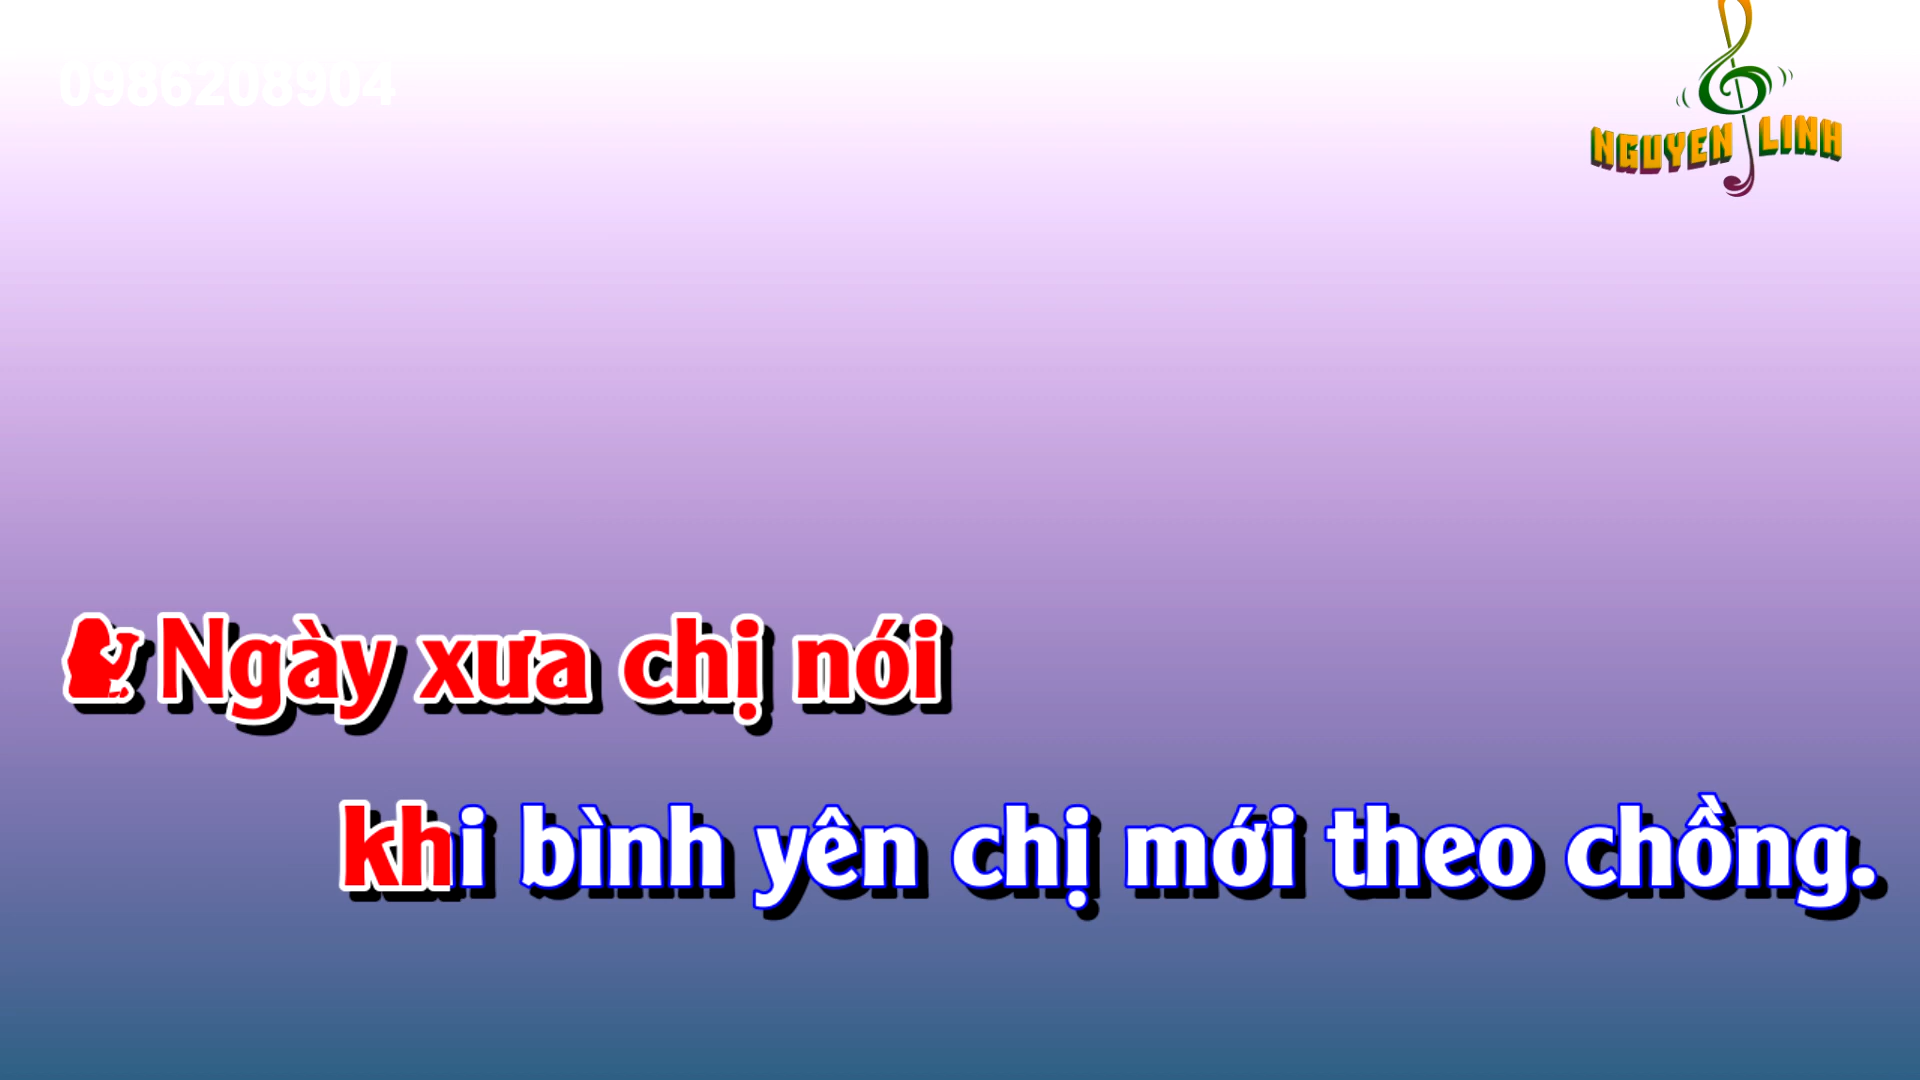 0986208904
NGUYEN LINH
Ngày xưa chị nói
khi bình yên chị mới theo chồng.